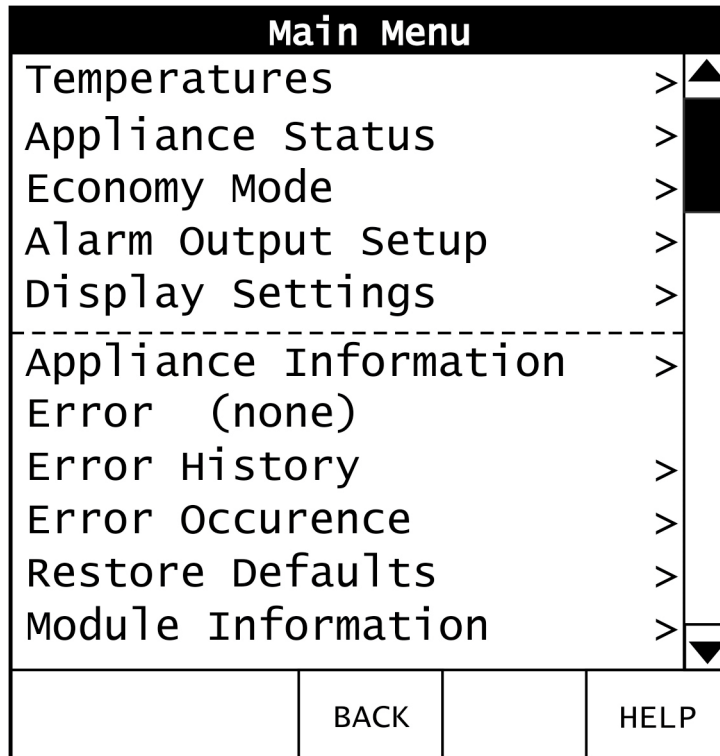 Main Menu
Temperatures >
Appliance Status >
Economy Mode >
Alarm Output Setup >
Display Settings >
Appliance Information >
Error (none)
Error History >
Error Occurence >
Restore Defaults >
Module Information >
BACK HELP